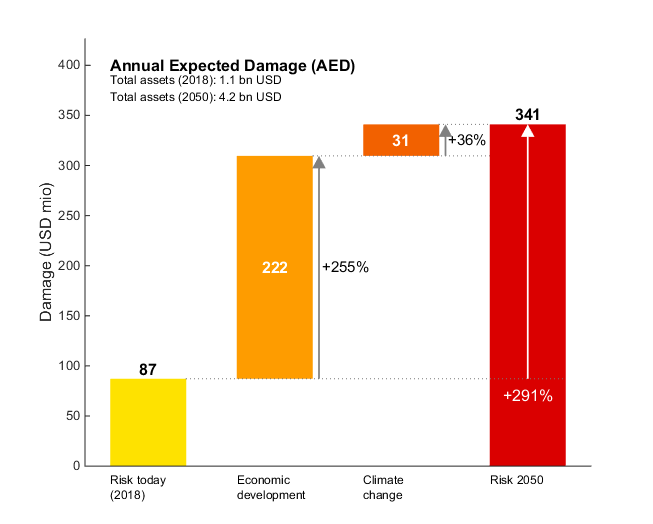 Annual Expected Damage (AED)
Total assets (2018): 1.1 bn USD
Total assets (2050): 4.2 bn USD
Damage (USD mio)
400
350
300
250
200
150
100
50
0
87
222
+255%
31
+36%
341
+291%
Risk today
(2018)
Economic
development
Climate
change
Risk 2050